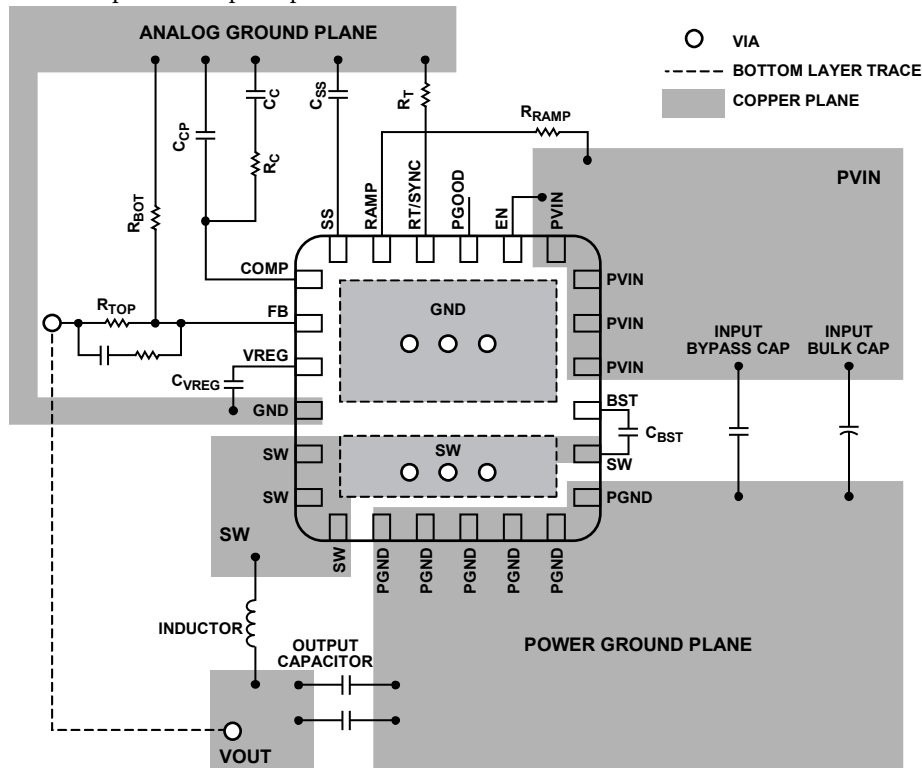 ANALOG GROUND PLANE
VIA
BOTTOM LAYER TRACE
COPPER PLANE
RBOT
CCP
CC
RC
CSS
RT
RRAMP
PVIN
SS
RAMP
RT/SYNC
PGOOD
EN
PVIN
COMP
FB
VREG
GND
SW
SW
RTOP
CVREG
GND
SW
PVIN
PVIN
PVIN
BST
SW
PGND
CBST
INPUT
BYPASS CAP
INPUT
BULK CAP
SW
SW
PGND
PGND
PGND
PGND
PGND
INDUCTOR
OUTPUT
CAPACITOR
POWER GROUND PLANE
VOUT